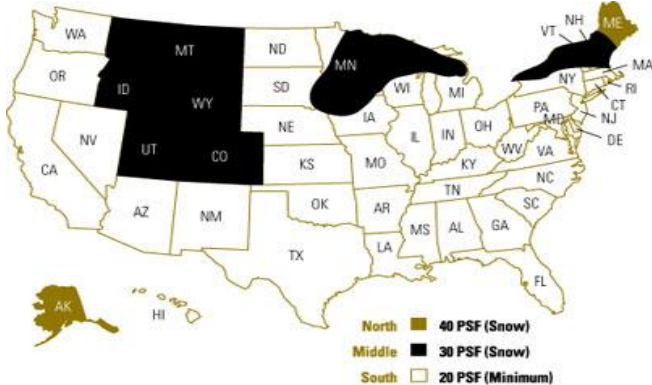 WA
MT
ND
MN
VT
NH
ME
OR
ID
WY
SD
WI
MI
NY
MA
RI
CT
NJ
DE
MD
PA
NV
UT
CO
NE
IA
IL
IN
OH
WV
VA
CA
KS
MO
KY
NC
AZ
NM
OK
AR
TN
SC
TX
LA
MS
AL
GA
FL
AK
HI
North 40 PSF (Snow)
Middle 30 PSF (Snow)
South 20 PSF (Minimum)